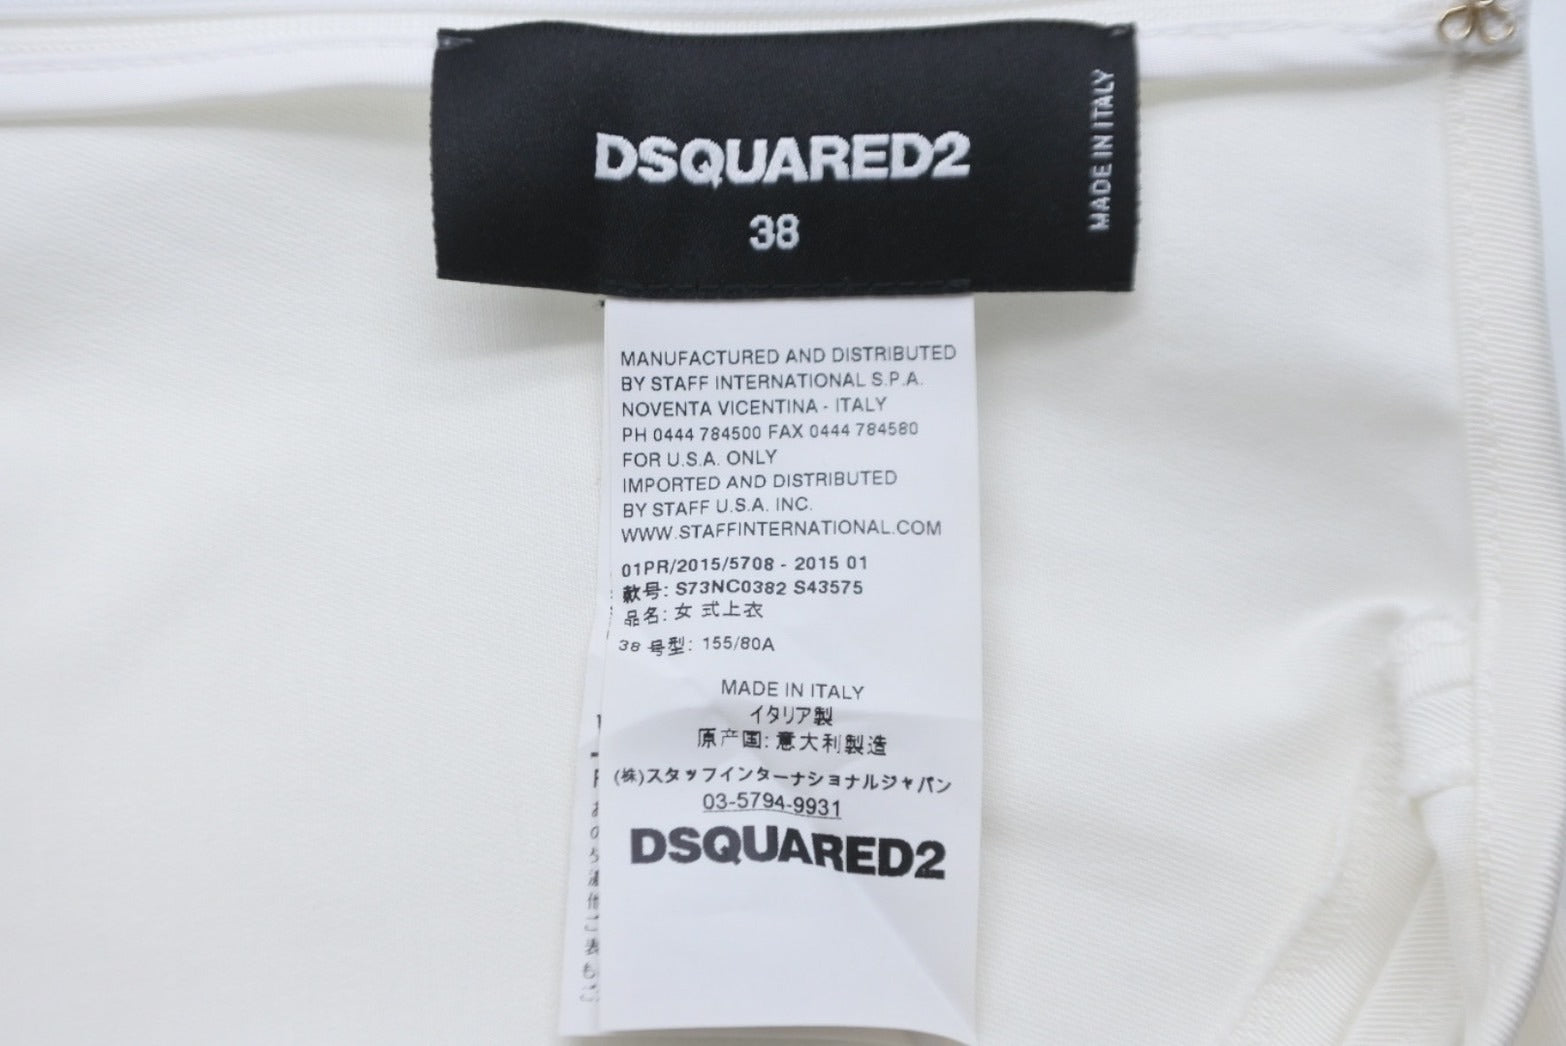 DSQUARED2
38
MADE IN ITALY
MANUFACTURED AND DISTRIBUTED
BY STAFF INTERNATIONAL S.P.A.
NOVENTA VICENTINA - ITALY
PH 0444 784500 FAX 0444 784580
FOR U.S.A. ONLY
IMPORTED AND DISTRIBUTED
BY STAFF U.S.A. INC.
WWW.STAFFINTERNATIONAL.COM
01PR/2015/5708 - 2015 01
款号: S73NC0382 S43575
品名: 女 式上衣
38 号型: 155/80A
MADE IN ITALY
イタリア製
原产国: 意大利製造
(株)スタッフインターナショナルジャパン
03-5794-9931
DSQUARED2